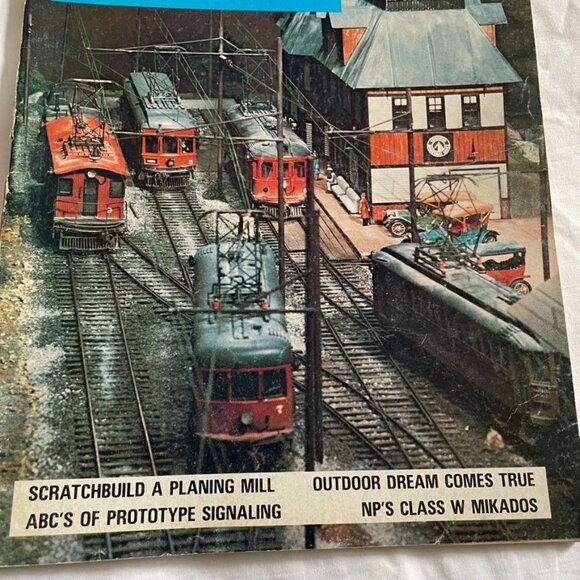 SCRATCHBUILD A PLANING MILL
ABC'S OF PROTOTYPE SIGNALING
OUTDOOR DREAM COMES TRUE
NP'S CLASS W MIKADOS